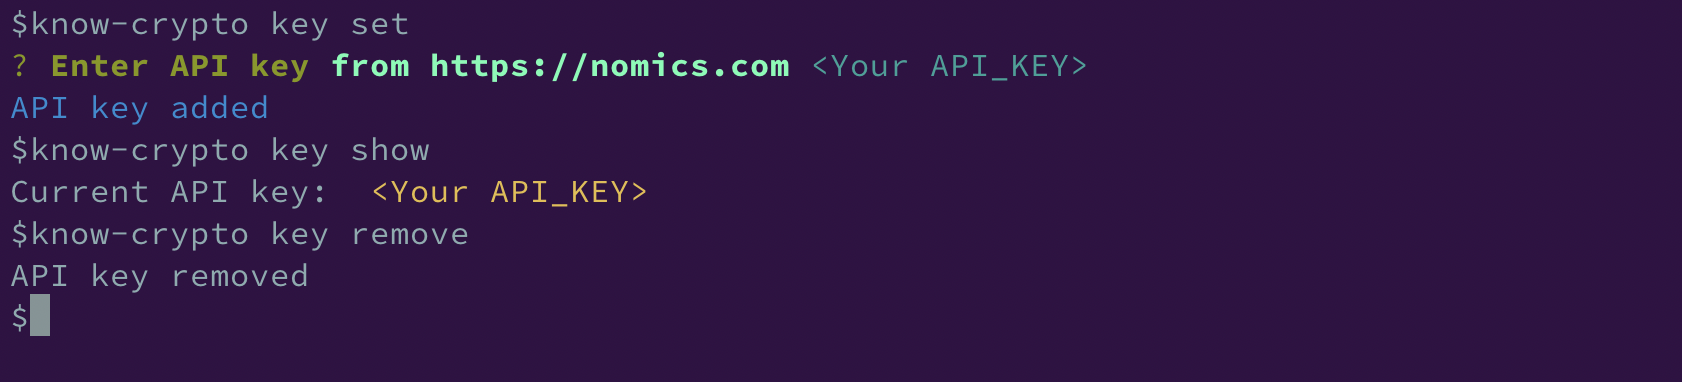 $know-crypto key set
? Enter API key from https://nomics.com <Your API_KEY>
API key added
$know-crypto key show
Current API key:  <Your API_KEY>
$know-crypto key remove
API key removed
$